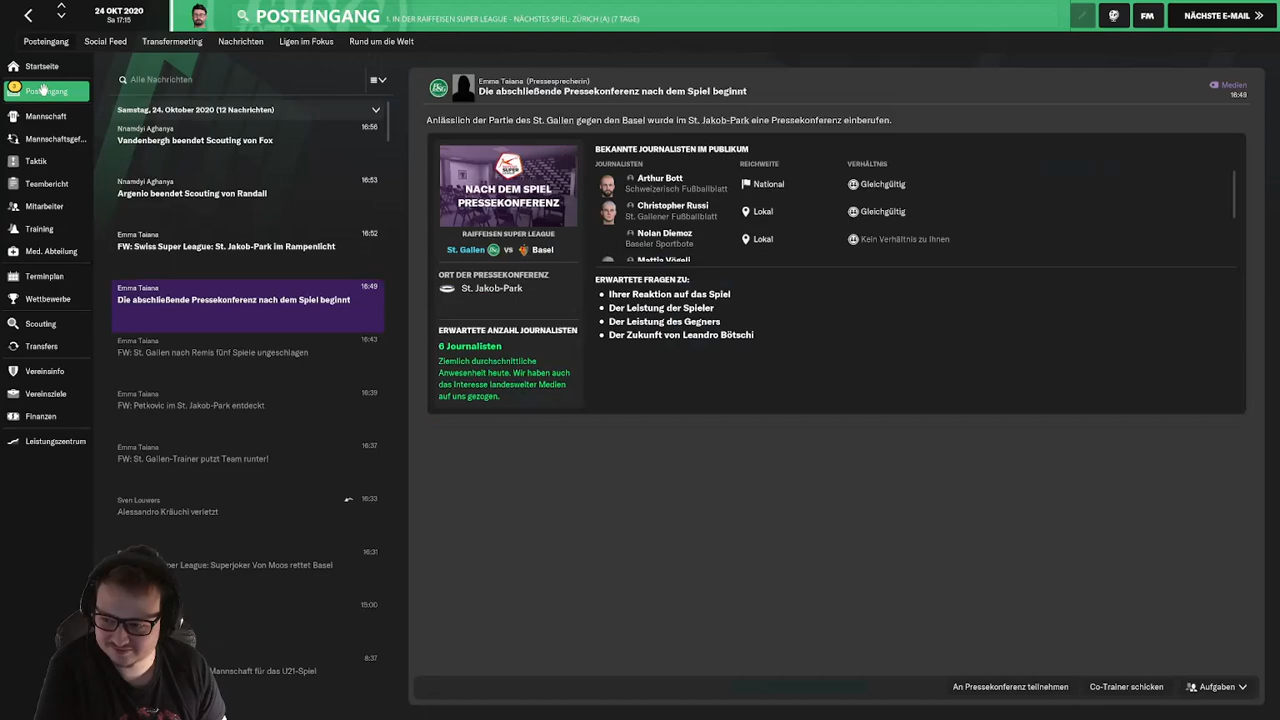 24 OKT 2020
Sa 17:15
POSTEINGANG
1. IN DER RAIFFEISEN SUPER LEAGUE - NÄCHSTES SPIEL: ZÜRICH (A) (7 TAGE)
FM
NÄCHSTE E-MAIL
Posteingang
Social Feed
Transfermeeting
Nachrichten
Ligen im Fokus
Rund um die Welt
Startseite
Posteingang
Mannschaft
Mannschaftsgef...
Taktik
Teambericht
Mitarbeiter
Training
Med. Abteilung
Terminplan
Wettbewerbe
Scouting
Transfers
Vereinsinfo
Vereinsziele
Finanzen
Leistungszentrum
Alle Nachrichten
Samstag, 24. Oktober 2020 (12 Nachrichten)
Nnamdyi Aghanya 16:56
Vandenbergh beendet Scouting von Fox
Nnamdyi Aghanya 16:53
Argenio beendet Scouting von Randall
Emma Taiana 16:52
FW: Swiss Super League: St. Jakob-Park im Rampenlicht
Emma Taiana 16:49
Die abschließende Pressekonferenz nach dem Spiel beginnt
Emma Taiana 16:43
FW: St. Gallen nach Remis fünf Spiele ungeschlagen
Emma Taiana 16:39
FW: Petkovic im St. Jakob-Park entdeckt
Emma Taiana 16:37
FW: St. Gallen-Trainer putzt Team runter!
Sven Louwers 16:33
Alessandro Kräuchi verletzt
16:31
per League: Superjoker Von Moos rettet Basel
15:00
8:37
Mannschaft für das U21-Spiel
Emma Taiana (Pressesprecherin)
Die abschließende Pressekonferenz nach dem Spiel beginnt
Medien
16:49
Anlässlich der Partie des St. Gallen gegen den Basel wurde im St. Jakob-Park eine Pressekonferenz einberufen.
NACH DEM SPIEL
PRESSEKONFERENZ
RAIFFEISEN SUPER LEAGUE
St. Gallen VS Basel
ORT DER PRESSEKONFERENZ
St. Jakob-Park
ERWARTETE ANZAHL JOURNALISTEN
6 Journalisten
Ziemlich durchschnittliche
Anwesenheit heute. Wir haben auch
das Interesse landesweiter Medien
auf uns gezogen.
BEKANNTE JOURNALISTEN IM PUBLIKUM
JOURNALISTEN REICHWEITE VERHÄLTNIS
Arthur Bott
Schweizerisch Fußballblatt
National
Gleichgültig
Christopher Russi
St. Gallener Fußballblatt
Lokal
Gleichgültig
Nolan Diemoz
Baseler Sportbote
Lokal
Kein Verhältnis zu Ihnen
Mattia Vögeli
ERWARTETE FRAGEN ZU:
Ihrer Reaktion auf das Spiel
Der Leistung der Spieler
Der Leistung des Gegners
Der Zukunft von Leandro Bötschi
An Pressekonferenz teilnehmen
Co-Trainer schicken
Aufgaben